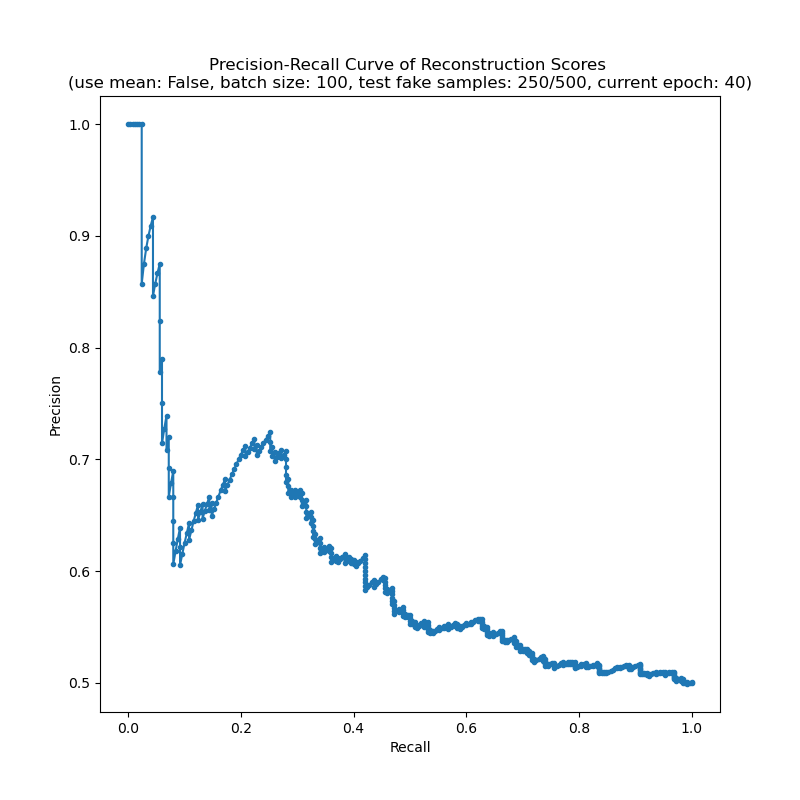 Precision-Recall Curve of Reconstruction Scores
(use mean: False, batch size: 100, test fake samples: 250/500, current epoch: 40)
1.0
0.9
0.8
0.7
0.6
0.5
Precision
0.0 0.2 0.4 0.6 0.8 1.0
Recall